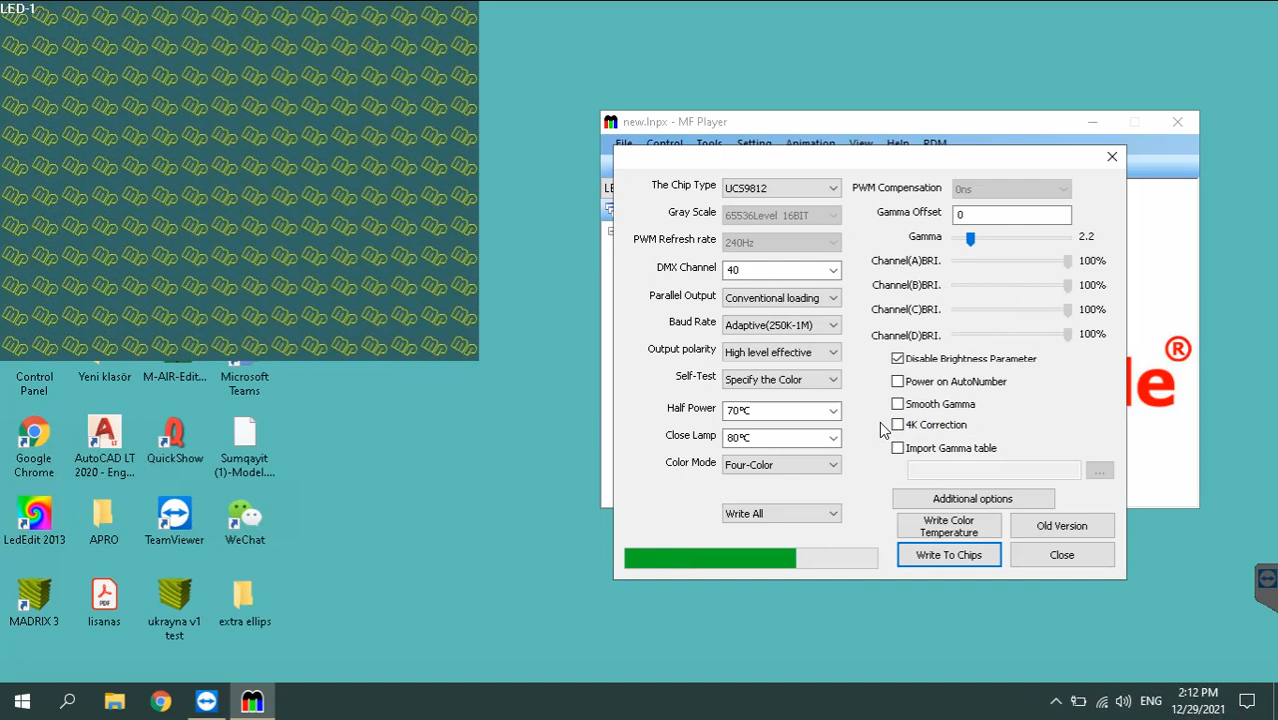 LED-1
new.lnpx - MF Player
File Control Tools Setting Animation View Help RDM
The Chip Type UCS9812
Gray Scale 65536Level 16BIT
PWM Refresh rate 240Hz
DMX Channel 40
Parallel Output Conventional loading
Baud Rate Adaptive(250K-1M)
Output polarity High level effective
Self-Test Specify the Color
Half Power 70℃
Close Lamp 80℃
Color Mode Four-Color
Write All
PWM Compensation 0ns
Gamma Offset 0
Gamma 2.2
Channel(A)BRI. 100%
Channel(B)BRI. 100%
Channel(C)BRI. 100%
Channel(D)BRI. 100%
Disable Brightness Parameter
Power on AutoNumber
Smooth Gamma
4K Correction
Import Gamma table
...
Additional options
Write Color
Temperature
Old Version
Write To Chips
Close
de®
Control
Panel
Yeni klasör
M-AIR-Edit...
Microsoft
Teams
Google
Chrome
AutoCAD LT
2020 - Eng...
QuickShow
Sumqayit
(1)-Model....
LedEdit 2013
APRO
TeamViewer
WeChat
MADRIX 3
lisanas
ukrayna v1
test
extra ellips
ENG
2:12 PM
12/29/2021